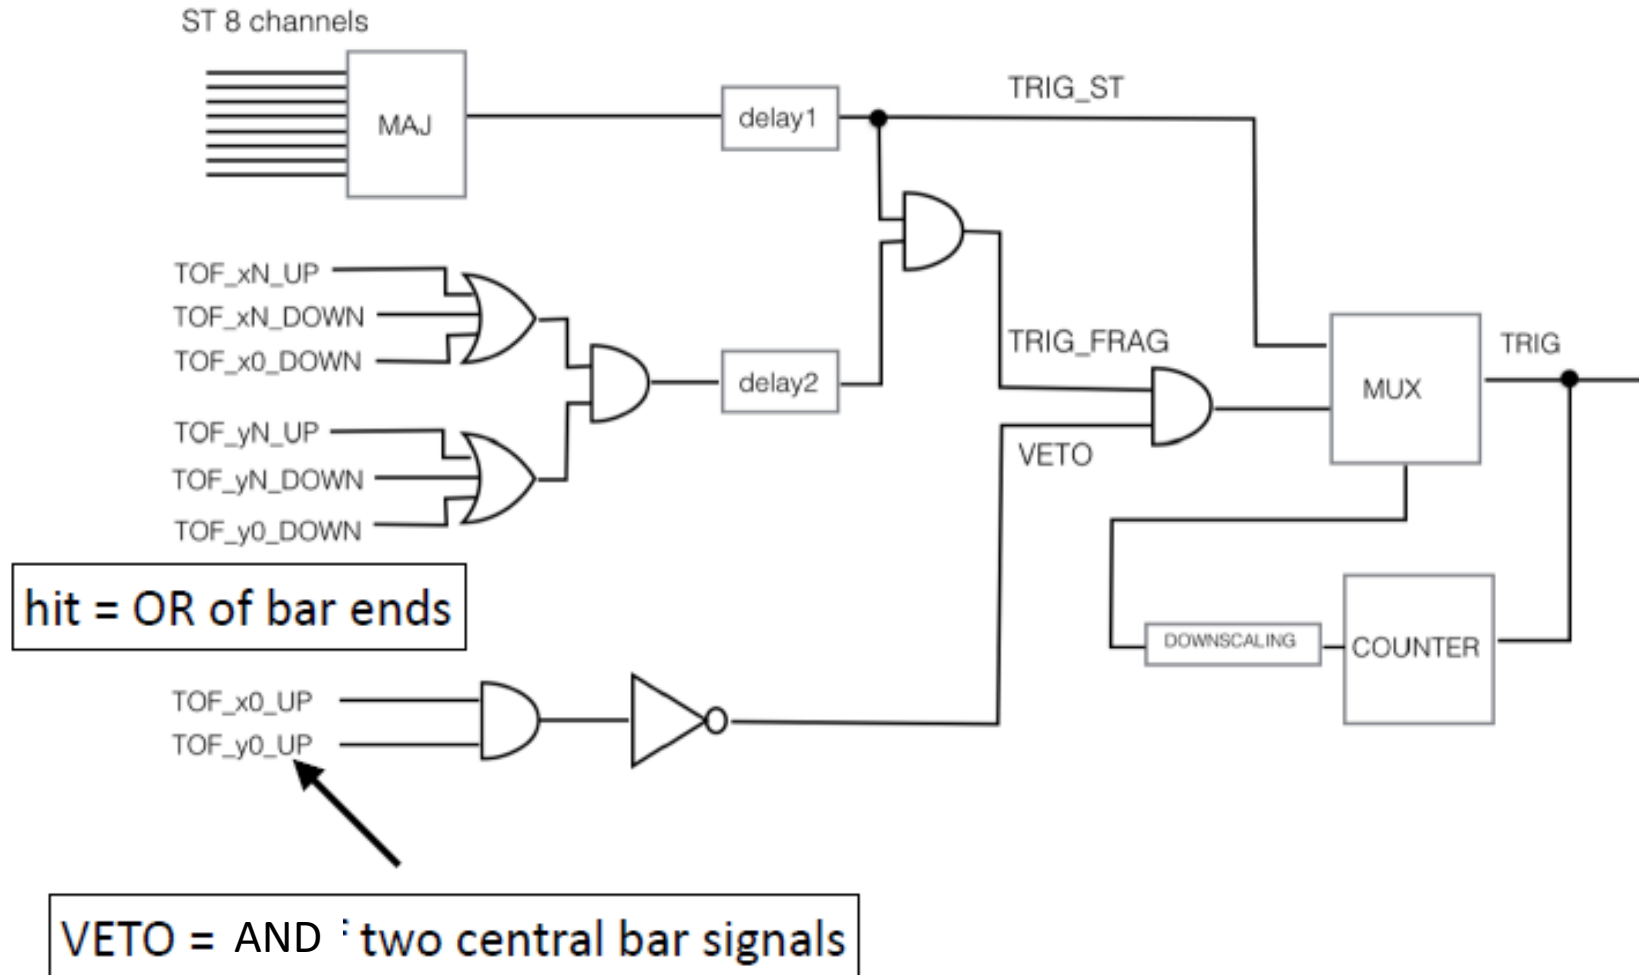 ST 8 channels
MAJ
delay1
TRIG_ST
TOF_xN_UP
TOF_xN_DOWN
TOF_x0_DOWN
TRIG_FRAG
TRIG
delay2
MUX
TOF_yN_UP
TOF_yN_DOWN
TOF_y0_DOWN
VETO
hit = OR of bar ends
DOWNSCALING
COUNTER
TOF_x0_UP
TOF_y0_UP
VETO = AND two central bar signals